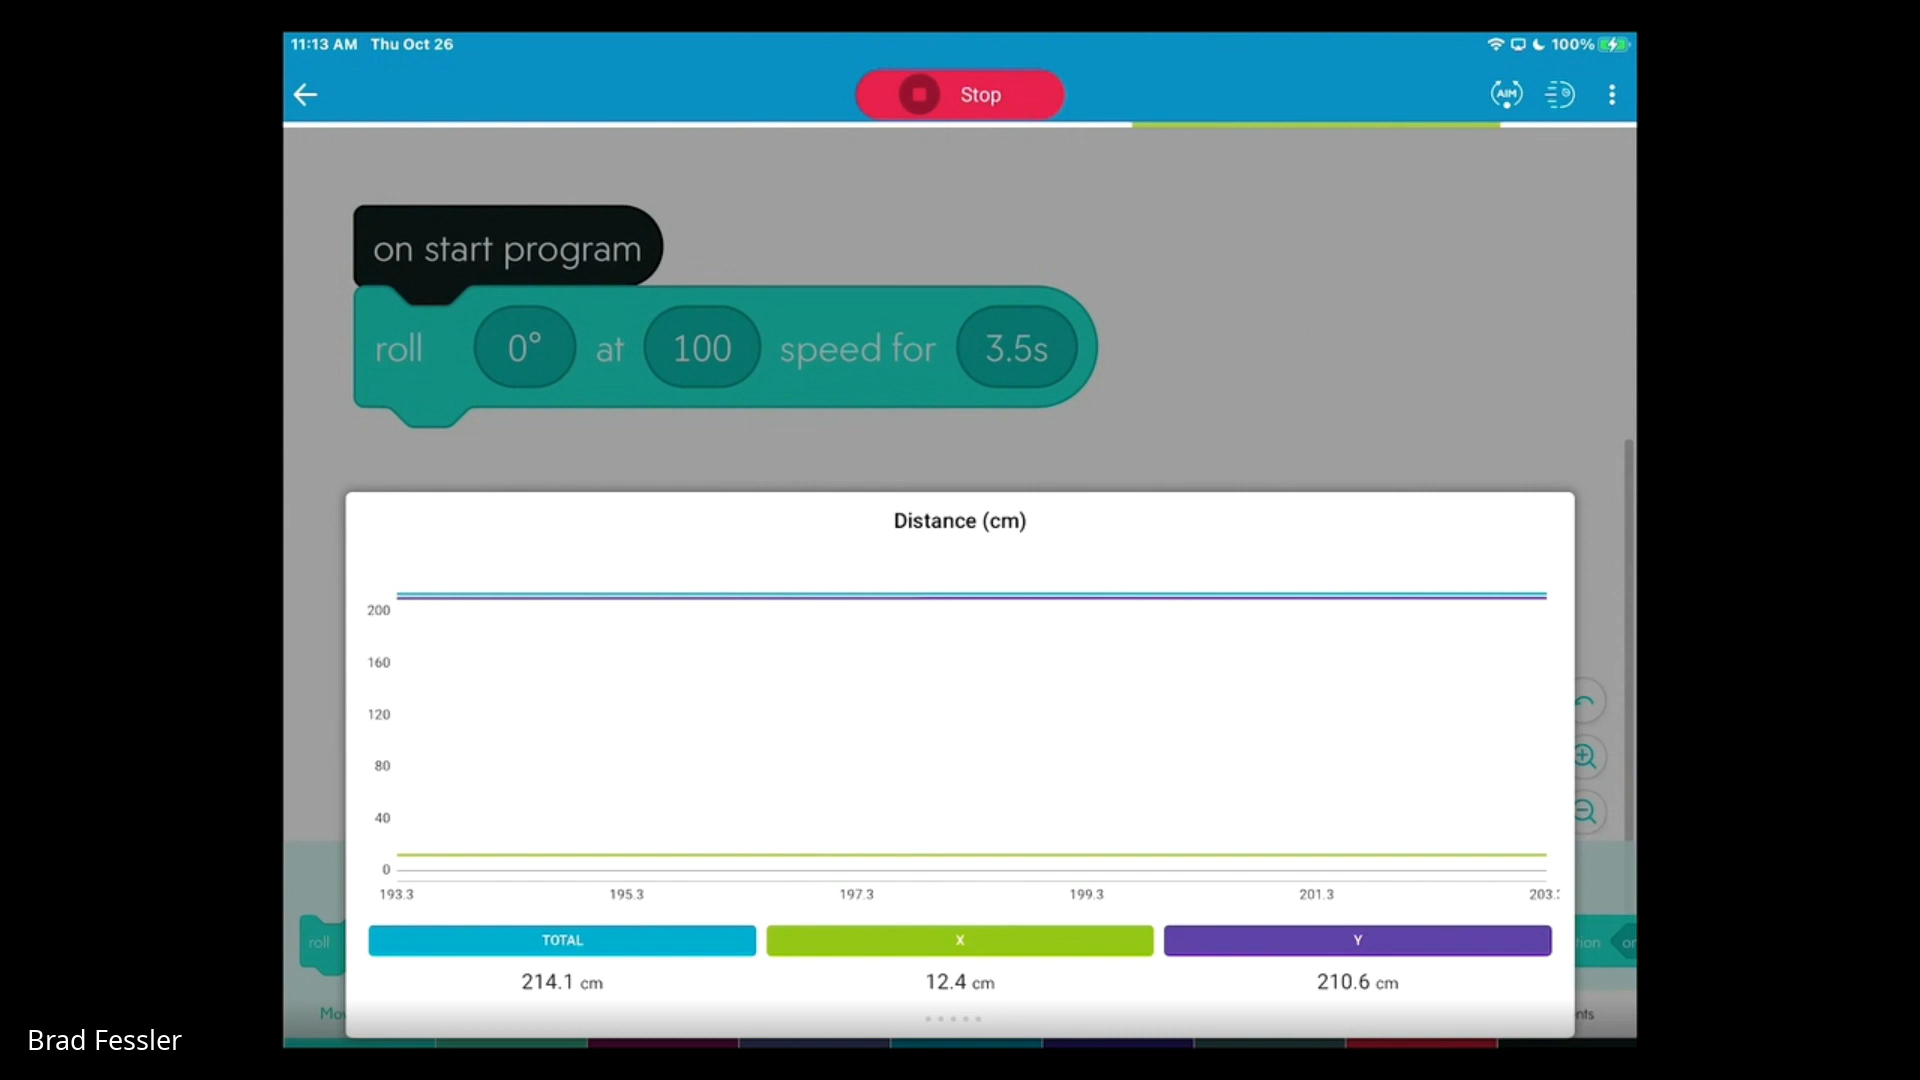 11:13 AM Thu Oct 26
100%
Stop
AIM
on start program
roll 0° at 100 speed for 3.5s
Distance (cm)
200
160
120
80
40
0
193.3 195.3 197.3 199.3 201.3
TOTAL X Y
214.1 cm 12.4 cm 210.6 cm
roll
Brad Fessler